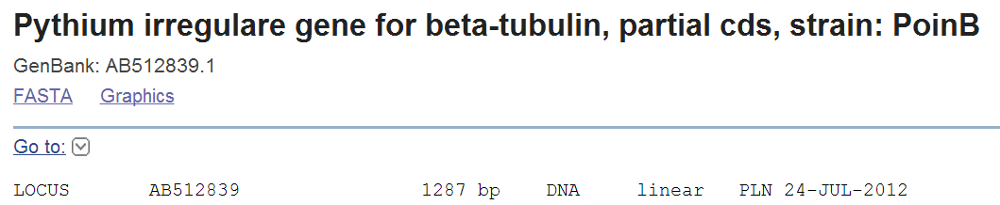 Pythium irregulare gene for beta-tubulin, partial cds, strain: PoinB
GenBank: AB512839.1
FASTA Graphics
Go to:
LOCUS AB512839 1287 bp DNA linear PLN 24-JUL-2012